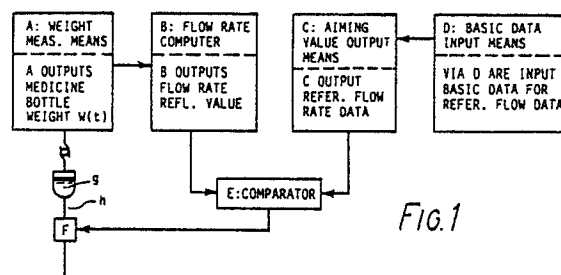 A: WEIGHT
MEAS. MEANS
A OUTPUTS
MEDICINE
BOTTLE
WEIGHT W(t)
B: FLOW RATE
COMPUTER
B OUTPUTS
FLOW RATE
REFL. VALUE
C: AIMING
VALUE OUTPUT
MEANS
C OUTPUT
REFER. FLOW
RATE DATA
D: BASIC DATA
INPUT MEANS
VIA D ARE INPUT
BASIC DATA FOR
REFER. FLOW DATA
g
h
E:COMPARATOR
F
FIG.1